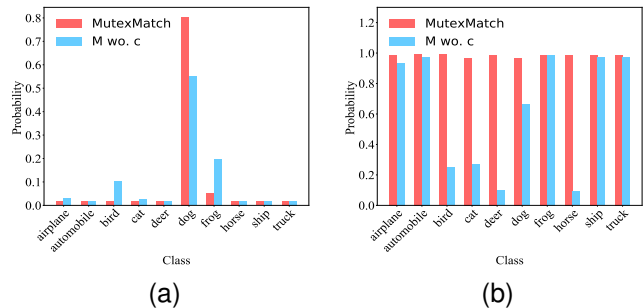 0.8
0.7
0.6
0.5
0.4
0.3
0.2
0.1
0.0
Probability
MutexMatch
M wo. c
airplane
automobile
bird
cat
deer
dog
frog
horse
ship
truck
Class
(a)
1.2
1.0
0.8
0.6
0.4
0.2
0.0
Probability
MutexMatch
M wo. c
airplane
automobile
bird
cat
deer
dog
frog
horse
ship
truck
Class
(b)